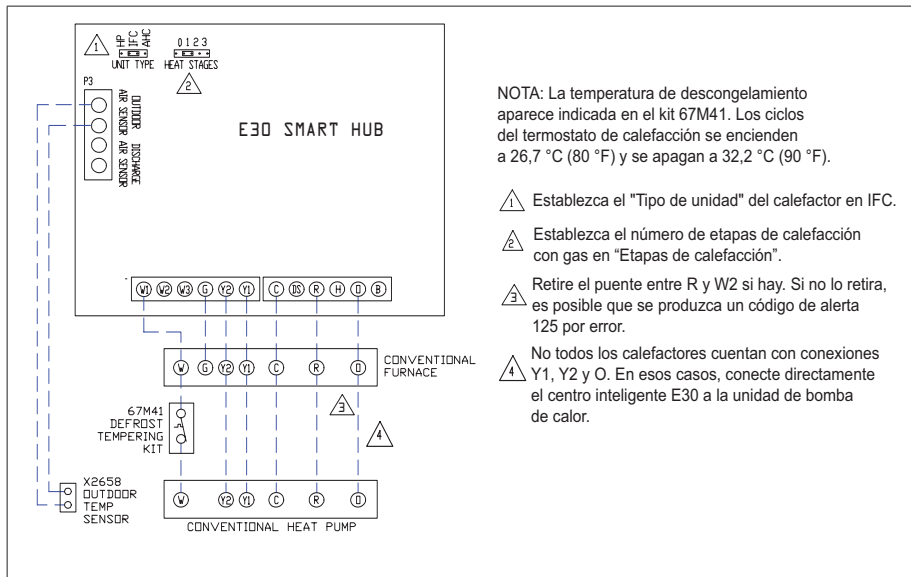 1
HP
IFC
AHC
UNIT TYPE
0 1 2 3
HEAT STAGES
2
P3
OUTDOOR
AIR SENSOR
DISCHARGE
AIR SENSOR
E30 SMART HUB
W1 W2 W3 G Y2 Y1 C DS R H O B
W G Y2 Y1 C R O
CONVENTIONAL
FURNACE
3
4
67M41
DEFROST
TEMPERING
KIT
X2658
OUTDOOR
TEMP
SENSOR
W Y2 Y1 C R O
CONVENTIONAL HEAT PUMP
NOTA: La temperatura de descongelamiento
aparece indicada en el kit 67M41. Los ciclos
del termostato de calefacción se encienden
a 26,7 °C (80 °F) y se apagan a 32,2 °C (90 °F).
1 Establezca el "Tipo de unidad" del calefactor en IFC.
2 Establezca el número de etapas de calefacción
con gas en “Etapas de calefacción”.
3 Retire el puente entre R y W2 si hay. Si no lo retira,
es posible que se produzca un código de alerta
125 por error.
4 No todos los calefactores cuentan con conexiones
Y1, Y2 y O. En esos casos, conecte directamente
el centro inteligente E30 a la unidad de bomba
de calor.